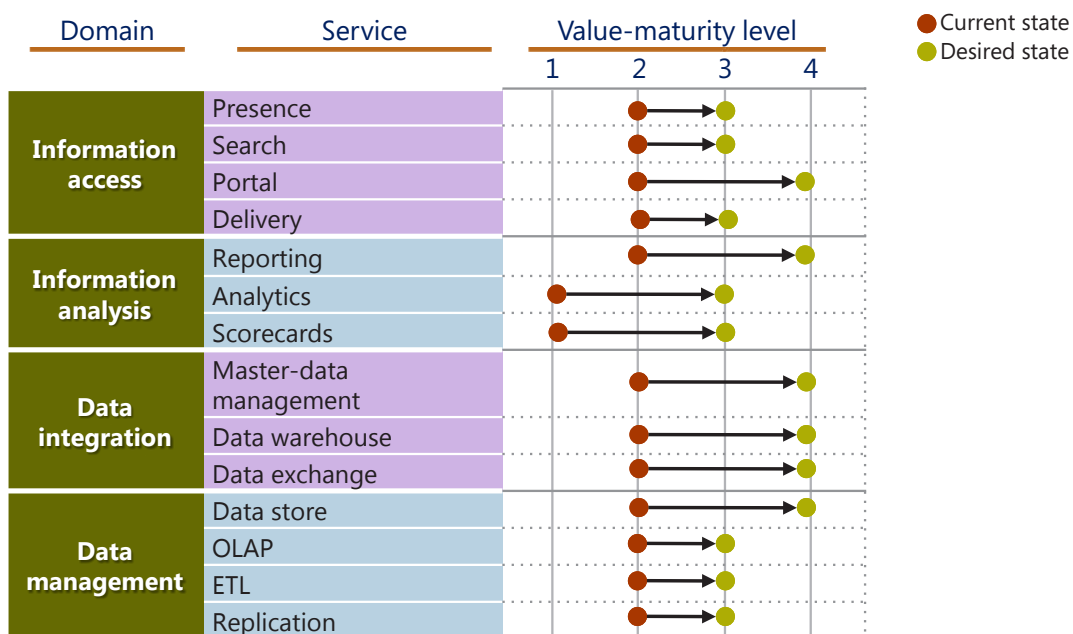 Domain
Service
Value-maturity level
Current state
Desired state
1 2 3 4
Information
access
Presence
Search
Portal
Delivery
Information
analysis
Reporting
Analytics
Scorecards
Data
integration
Master-data
management
Data warehouse
Data exchange
Data
management
Data store
OLAP
ETL
Replication